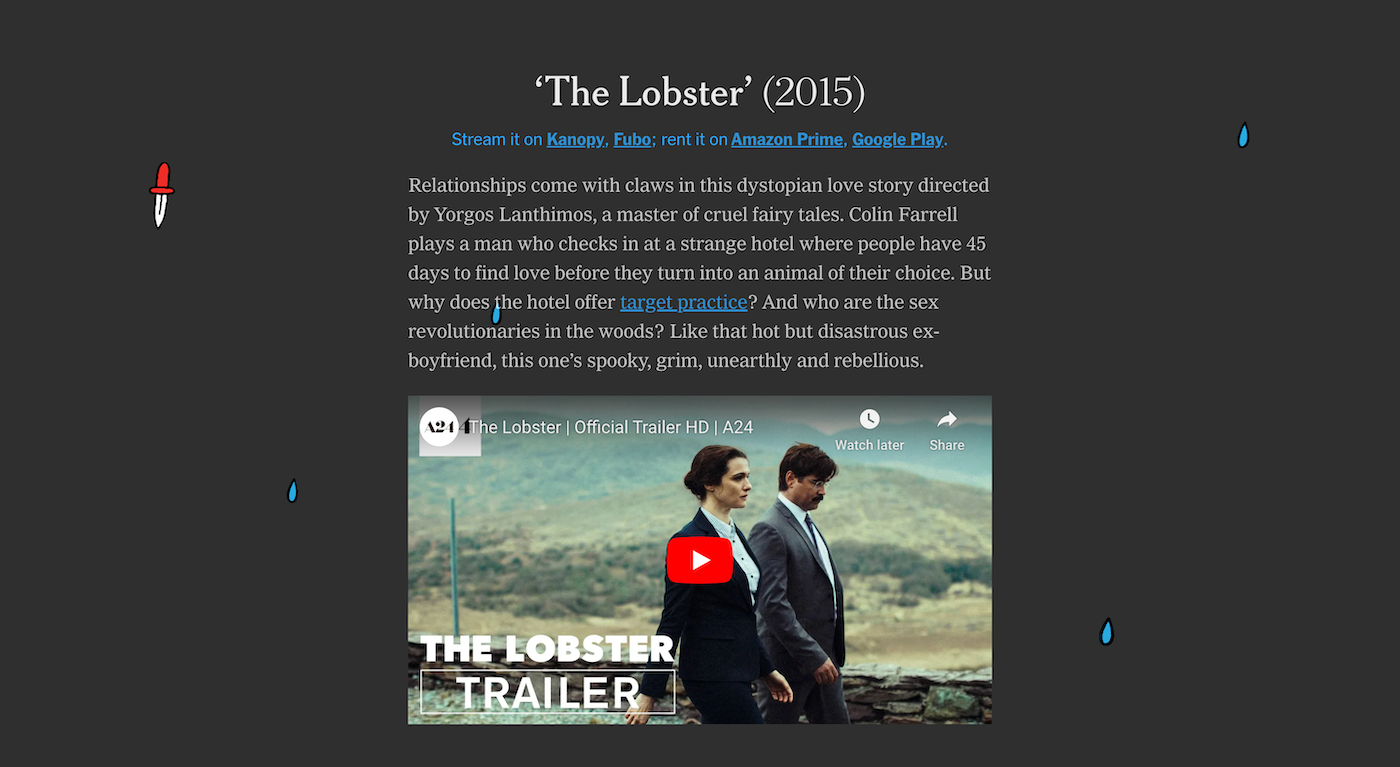 ‘The Lobster’ (2015)
Stream it on Kanopy, Fubo; rent it on Amazon Prime, Google Play.
Relationships come with claws in this dystopian love story directed
by Yorgos Lanthimos, a master of cruel fairy tales. Colin Farrell
plays a man who checks in at a strange hotel where people have 45
days to find love before they turn into an animal of their choice. But
why does the hotel offer target practice? And who are the sex
revolutionaries in the woods? Like that hot but disastrous ex-
boyfriend, this one’s spooky, grim, unearthly and rebellious.
A24 The Lobster | Official Trailer HD | A24
Watch later Share
THE LOBSTER
TRAILER